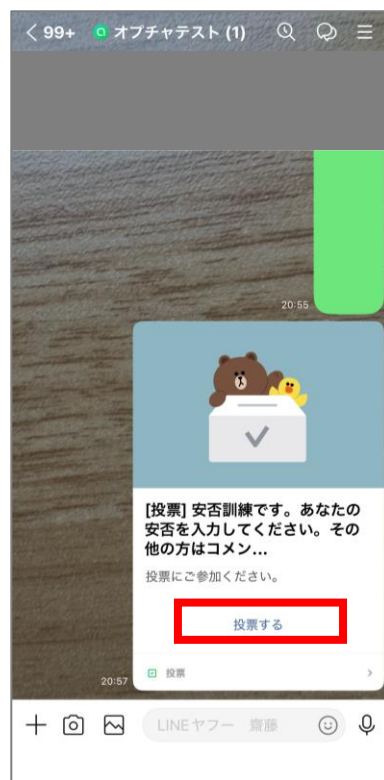 99+ オプチャテスト (1)
20:55
[投票] 安否訓練です。あなたの
安否を入力してください。その
他の方はコメン...
投票にご参加ください。
投票する
投票
20:57
LINEヤフー 齋藤